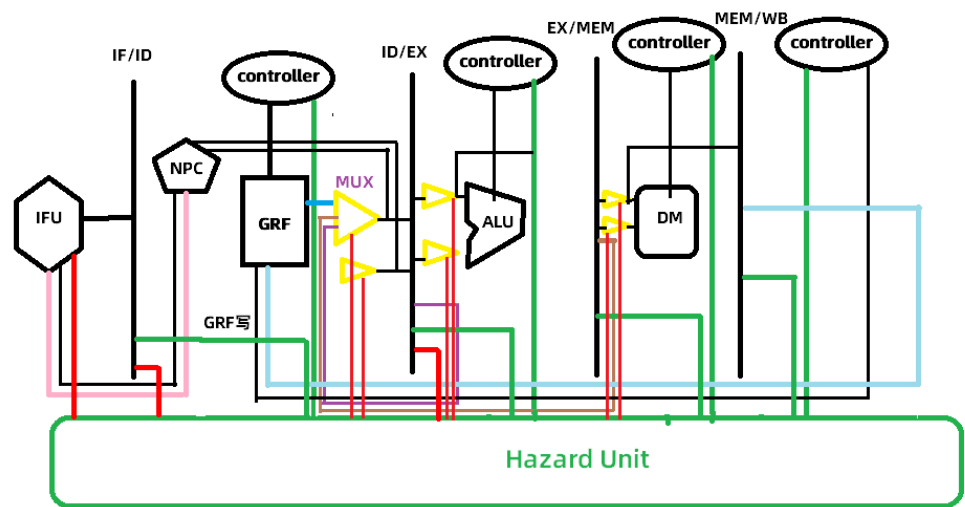 MEM/WB
EX/MEM
IF/ID
ID/EX
controller
controller
controller
controller
NPC
MUX
IFU
GRF
ALU
DM
GRF写
Hazard Unit